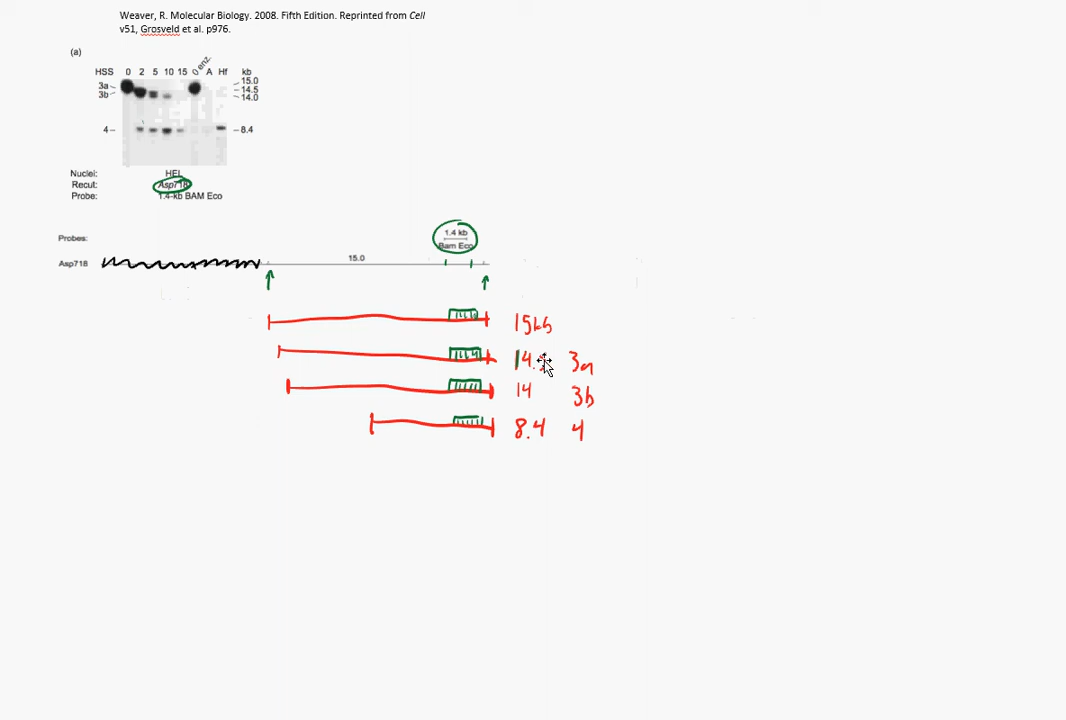 Weaver, R. Molecular Biology. 2008. Fifth Edition. Reprinted from Cell
v51, Grosveld et al. p976.
(a)
HSS 0 2 5 10 15 0 enz. A Hf kb
3a 15.0
3b 14.5
14.0
4 8.4
Nuclei: HEL
Recut: Asp718
Probe: 1.4-kb BAM Eco
Probes: 1.4 kb
Bam Eco
Asp718 15.0
15kb
14. 3a
14 3b
8.4 4